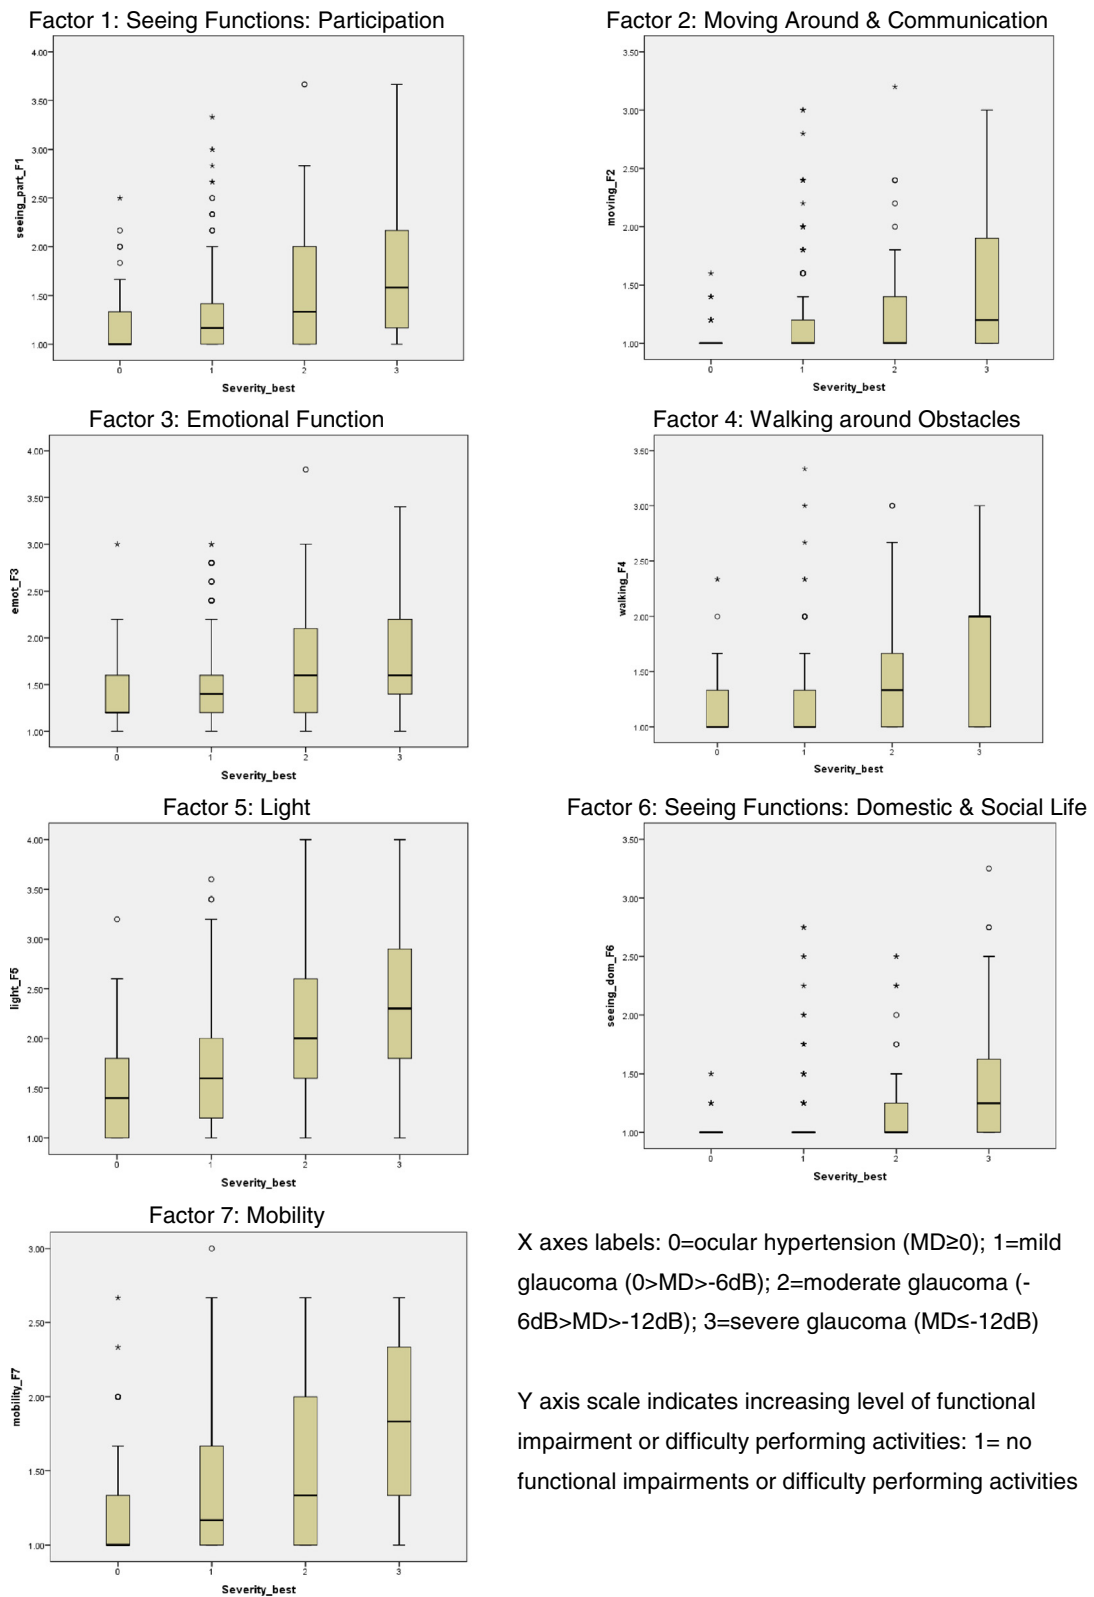 Factor 1: Seeing Functions: Participation
4.00
3.50
3.00
2.50
2.00
1.50
1.00
seeing_part_F1
0 1 2 3
Severity_best
Factor 2: Moving Around & Communication
3.50
3.00
2.50
2.00
1.50
1.00
moving_F2
0 1 2 3
Severity_best
Factor 3: Emotional Function
4.00
3.50
3.00
2.50
2.00
1.50
1.00
emot_F3
0 1 2 3
Severity_best
Factor 4: Walking around Obstacles
3.50
3.00
2.50
2.00
1.50
1.00
walking_F4
0 1 2 3
Severity_best
Factor 5: Light
4.00
3.50
3.00
2.50
2.00
1.50
1.00
light_F5
0 1 2 3
Severity_best
Factor 6: Seeing Functions: Domestic & Social Life
3.50
3.00
2.50
2.00
1.50
1.00
seeing_dom_F6
0 1 2 3
Severity_best
Factor 7: Mobility
3.00
2.50
2.00
1.50
1.00
mobility_F7
0 1 2 3
Severity_best
X axes labels: 0=ocular hypertension (MD≥0); 1=mild
glaucoma (0>MD>-6dB); 2=moderate glaucoma (-
6dB>MD>-12dB); 3=severe glaucoma (MD≤-12dB)
Y axis scale indicates increasing level of functional
impairment or difficulty performing activities: 1= no
functional impairments or difficulty performing activities